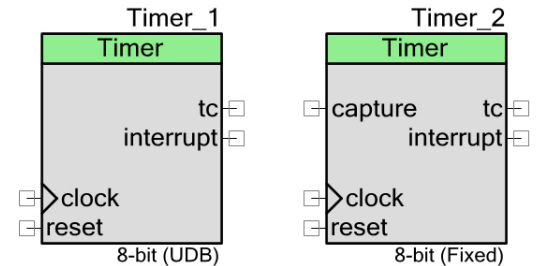 Timer_1
Timer
tc
interrupt
clock
reset
8-bit (UDB)
Timer_2
Timer
capture
tc
interrupt
clock
reset
8-bit (Fixed)